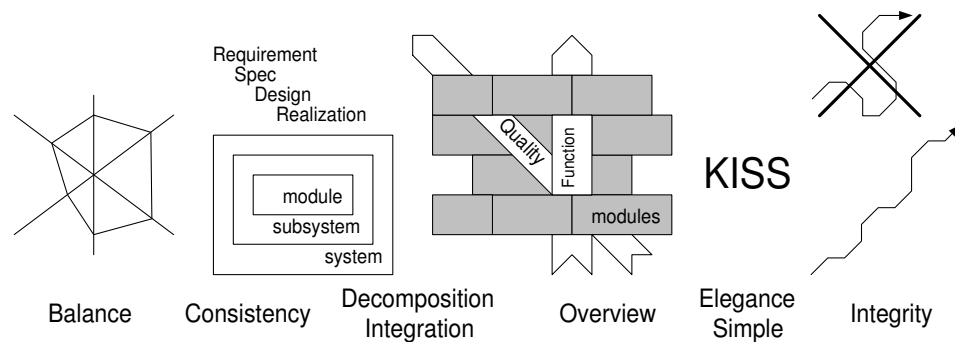 Requirement
Spec
Design
Realization
module
subsystem
system
Quality
Function
modules
KISS
Balance
Consistency
Decomposition
Integration
Overview
Elegance
Simple
Integrity